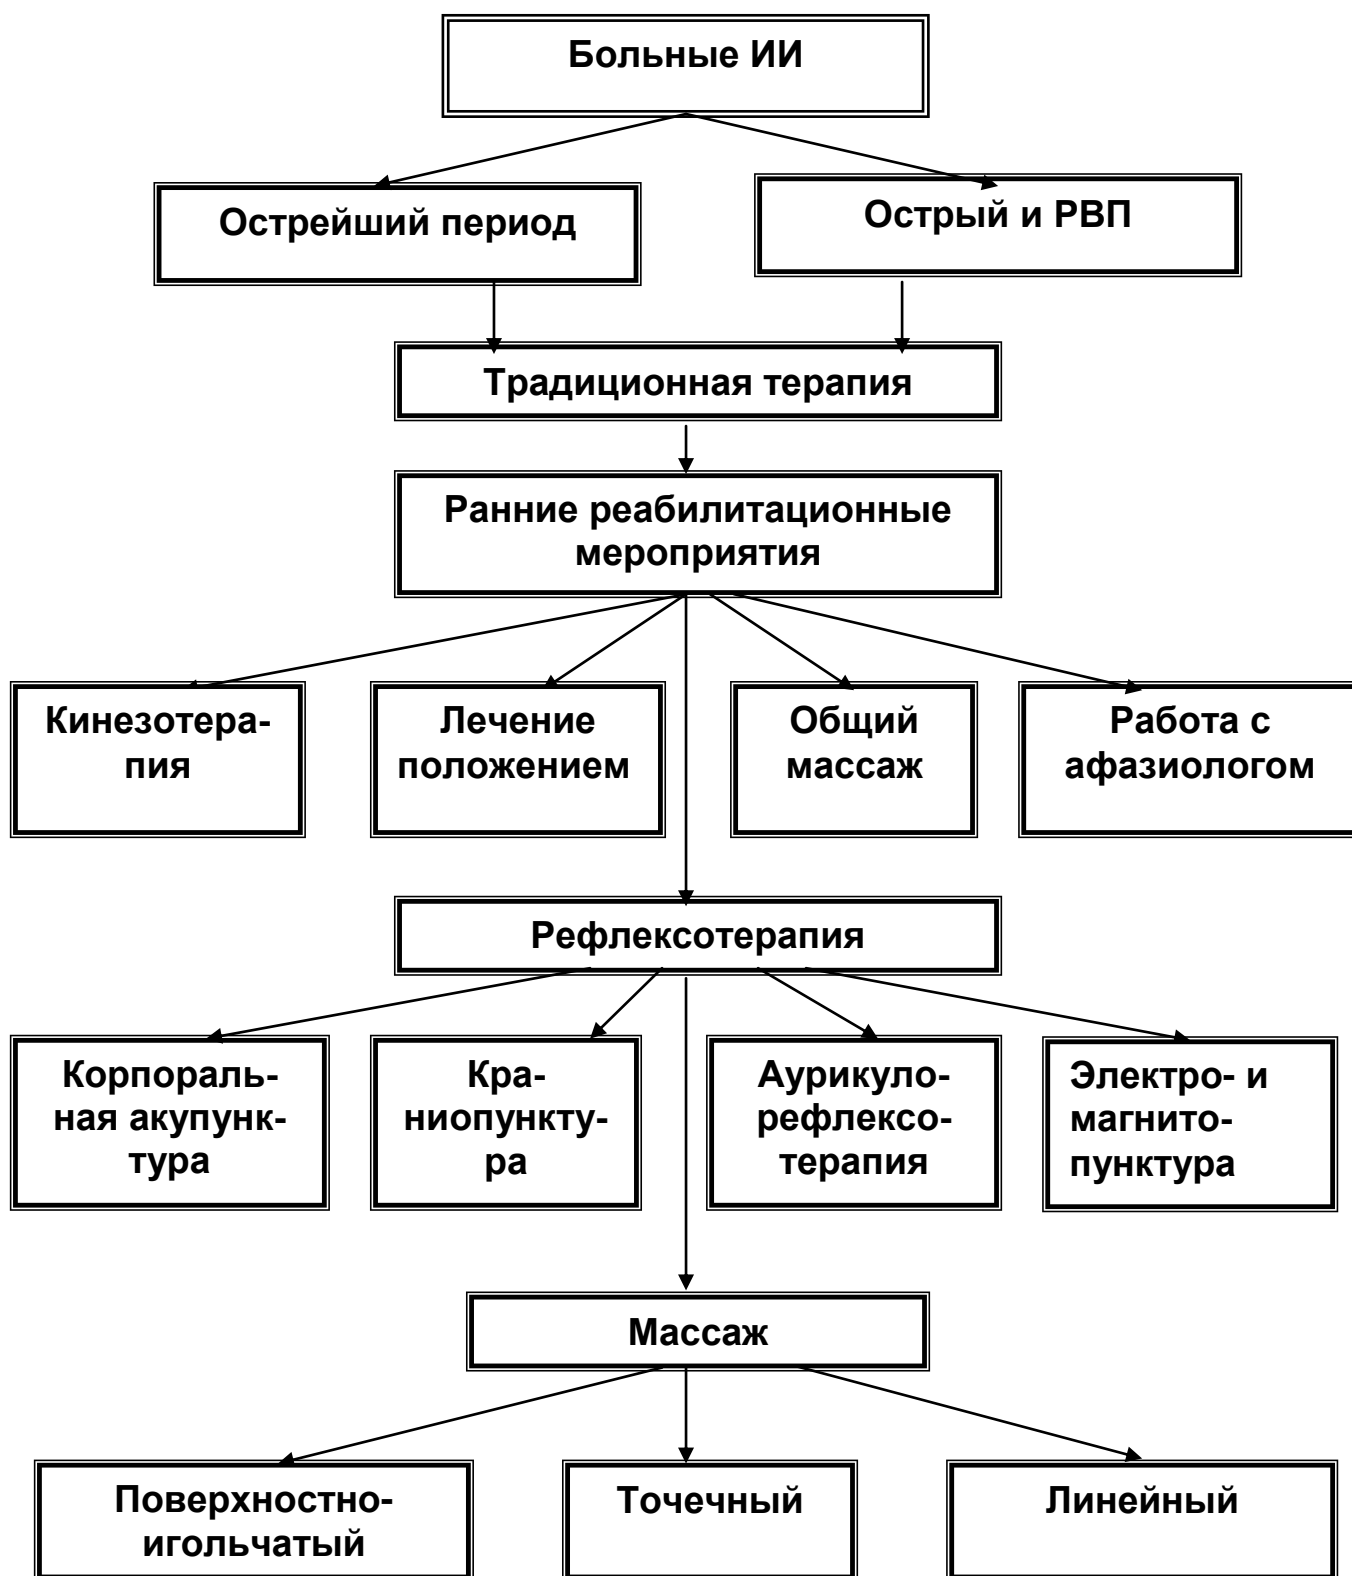 Больные ИИ
Острейший период
Острый и РВП
Традиционная терапия
Ранние реабилитационные
мероприятия
Кинезотера-
пия
Лечение
положением
Общий
массаж
Работа с
афазиологом
Рефлексотерапия
Корпораль-
ная акупунк-
тура
Кра-
ниопункту-
ра
Аурикуло-
рефлексо-
терапия
Электро- и
магнито-
пунктура
Массаж
Поверхностно-
игольчатый
Точечный
Линейный